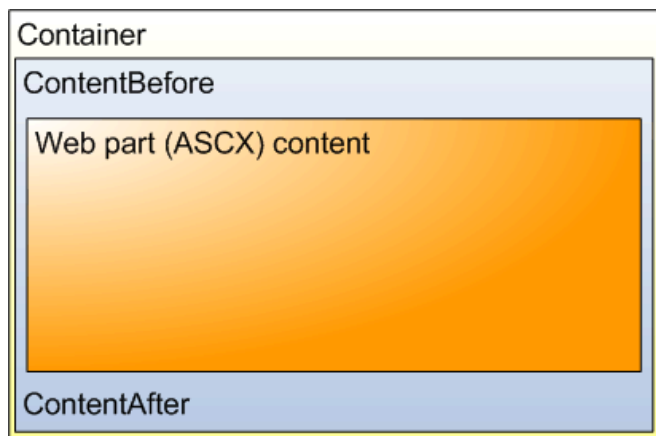 Container
ContentBefore
Web part (ASCX) content
ContentAfter